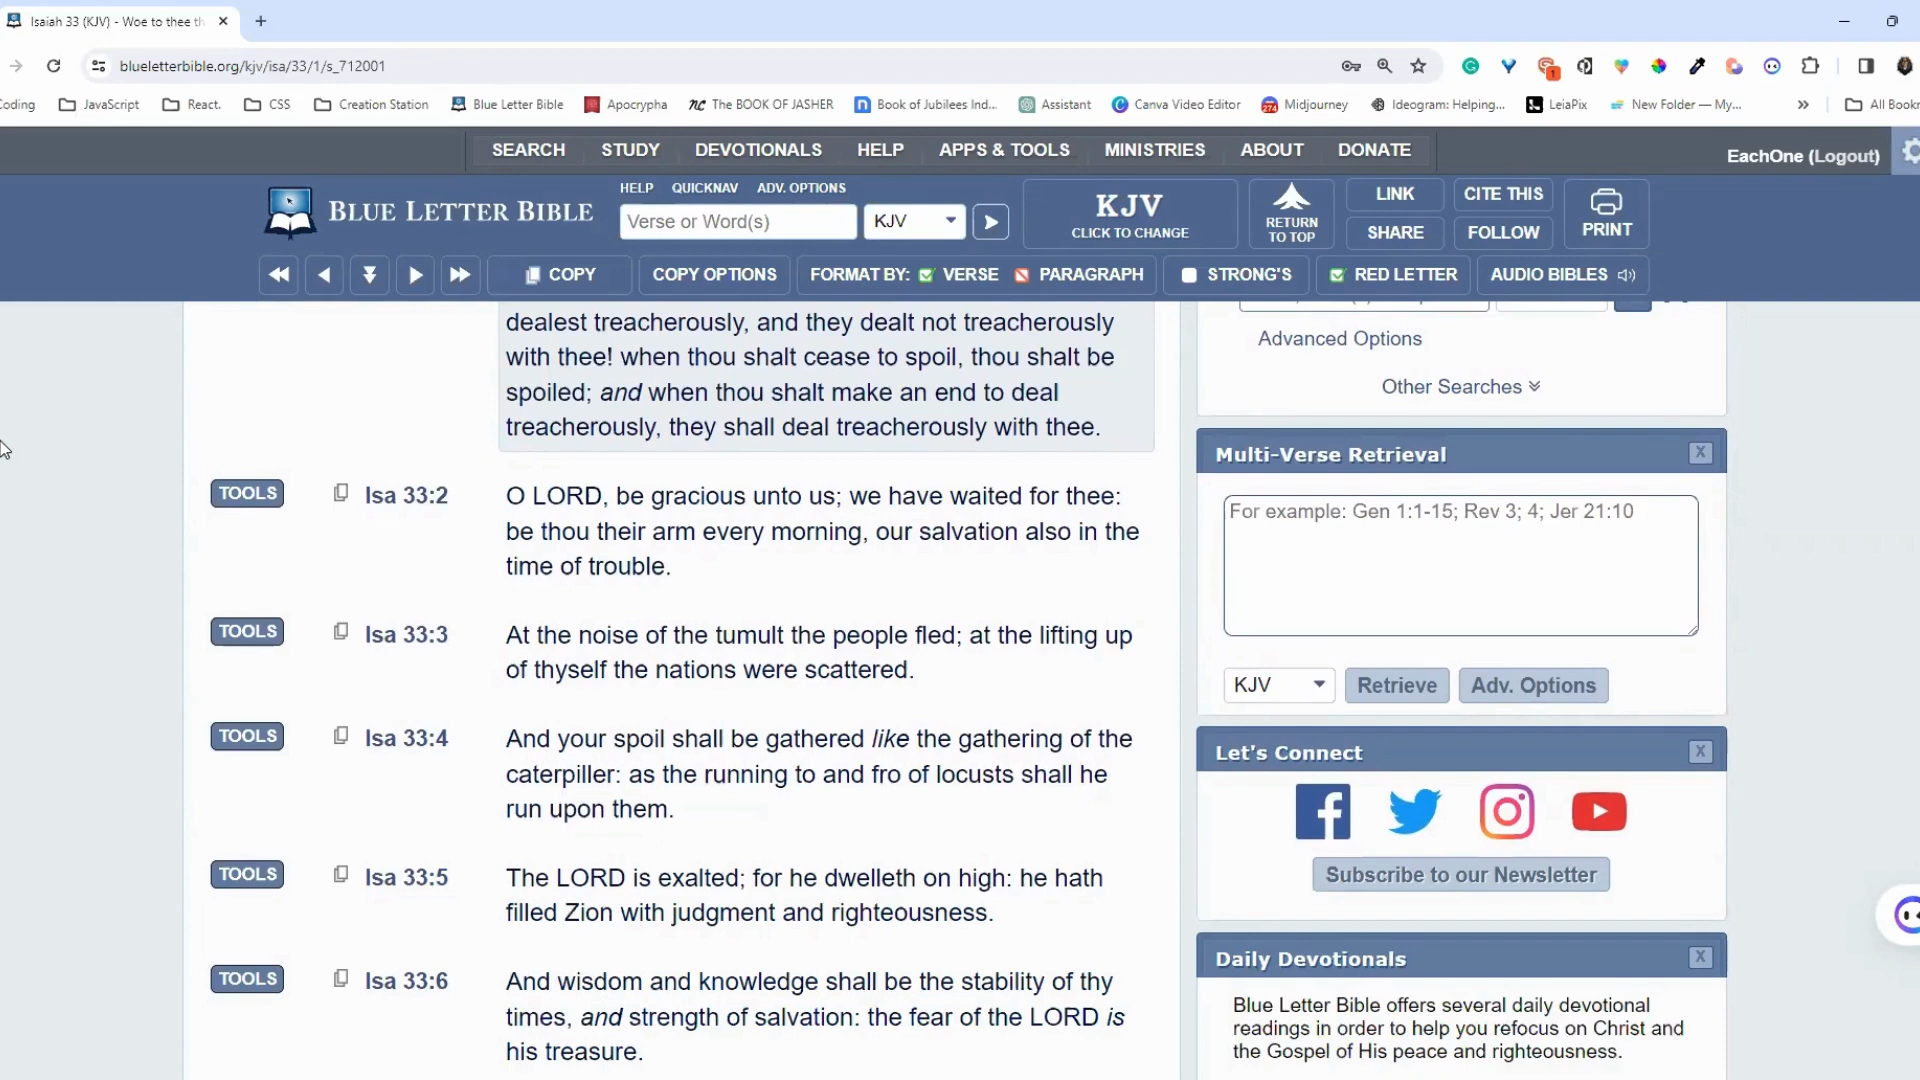 Isaiah 33 (KJV) - Woe to thee th
blueletterbible.org/kjv/isa/33/1/s_712001
1
Coding JavaScript React. CSS Creation Station Blue Letter Bible Apocrypha The BOOK OF JASHER Book of Jubilees Ind... Assistant Canva Video Editor Midjourney Ideogram: Helping... LeiaPix New Folder — My... » All Bookr
SEARCH STUDY DEVOTIONALS HELP APPS & TOOLS MINISTRIES ABOUT DONATE
EachOne (Logout)
BLUE LETTER BIBLE
HELP QUICKNAV ADV. OPTIONS
Verse or Word(s) KJV
KJV
CLICK TO CHANGE
RETURN
TO TOP
LINK
SHARE
CITE THIS
FOLLOW
PRINT
COPY COPY OPTIONS FORMAT BY: VERSE PARAGRAPH STRONG'S RED LETTER AUDIO BIBLES
dealest treacherously, and they dealt not treacherously
with thee! when thou shalt cease to spoil, thou shalt be
spoiled; and when thou shalt make an end to deal
treacherously, they shall deal treacherously with thee.
TOOLS Isa 33:2 O LORD, be gracious unto us; we have waited for thee:
be thou their arm every morning, our salvation also in the
time of trouble.
TOOLS Isa 33:3 At the noise of the tumult the people fled; at the lifting up
of thyself the nations were scattered.
TOOLS Isa 33:4 And your spoil shall be gathered like the gathering of the
caterpiller: as the running to and fro of locusts shall he
run upon them.
TOOLS Isa 33:5 The LORD is exalted; for he dwelleth on high: he hath
filled Zion with judgment and righteousness.
TOOLS Isa 33:6 And wisdom and knowledge shall be the stability of thy
times, and strength of salvation: the fear of the LORD is
his treasure.
Advanced Options
Other Searches
Multi-Verse Retrieval X
For example: Gen 1:1-15; Rev 3; 4; Jer 21:10
KJV Retrieve Adv. Options
Let's Connect X
Subscribe to our Newsletter
Daily Devotionals X
Blue Letter Bible offers several daily devotional
readings in order to help you refocus on Christ and
the Gospel of His peace and righteousness.